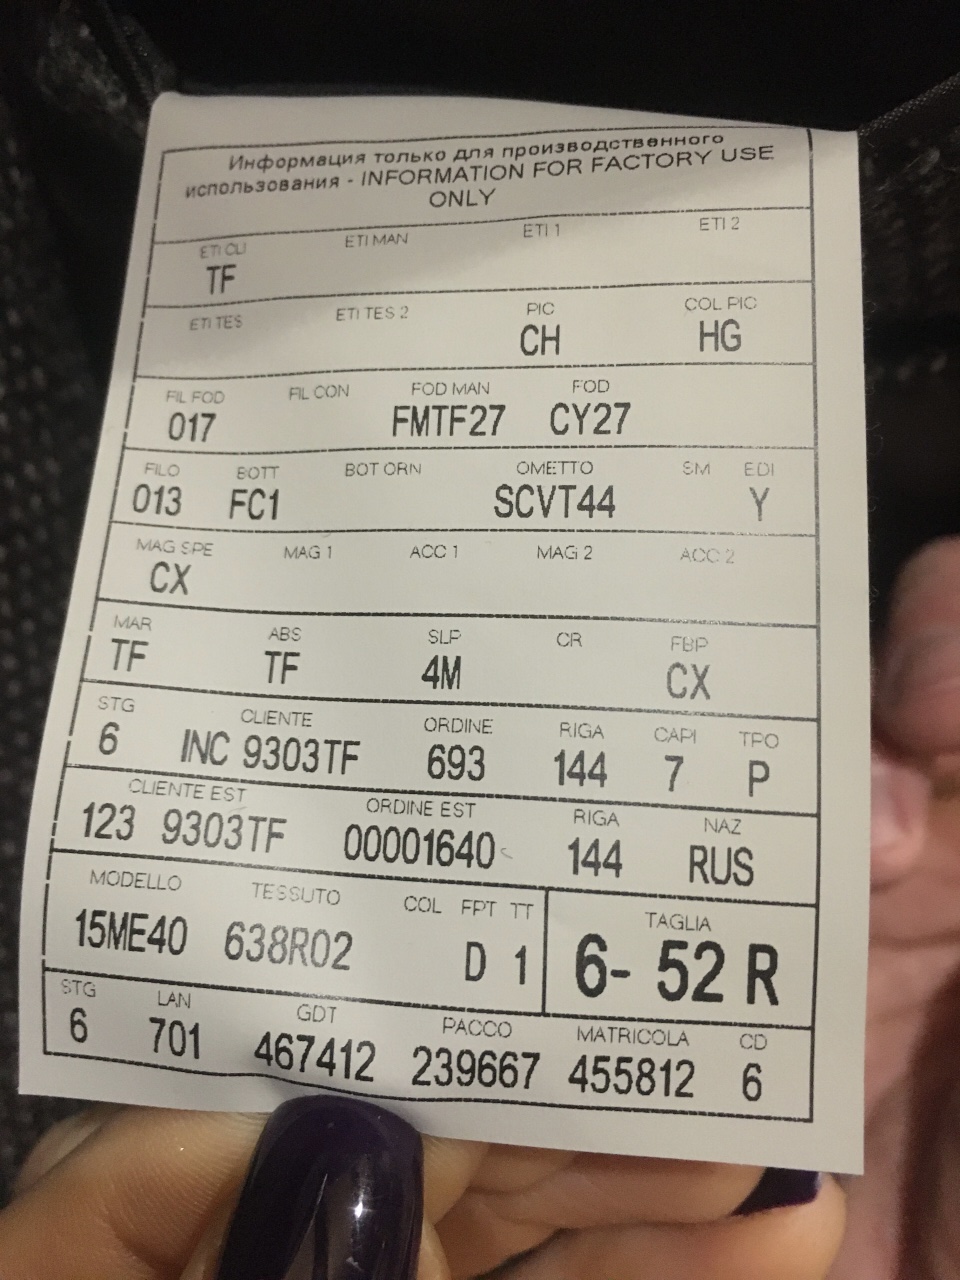 Информация только для производственного
использования - INFORMATION FOR FACTORY USE
ONLY
ETI CLI ETI MAN ETI 1 ETI 2
TF
ETI TES ETI TES 2 PIC COL PIC
CH HG
FIL FOD FIL CON FOD MAN FOD
017 FMTF27 CY27
FILO BOTT BOT ORN OMETTO SM EDI
013 FC1 SCVT44 Y
MAG SPE MAG 1 ACC 1 MAG 2 ACC 2
CX
MAR ABS SLP CR FBP
TF TF 4M CX
STG CLIENTE ORDINE RIGA CAPI TPO
6 INC 9303TF 693 144 7 P
CLIENTE EST ORDINE EST RIGA NAZ
123 9303TF 00001640 144 RUS
MODELLO TESSUTO COL FPT TT TAGLIA
15ME40 638R02 D 1 6- 52 R
STG LAN GDT PACCO MATRICOLA CD
6 701 467412 239667 455812 6